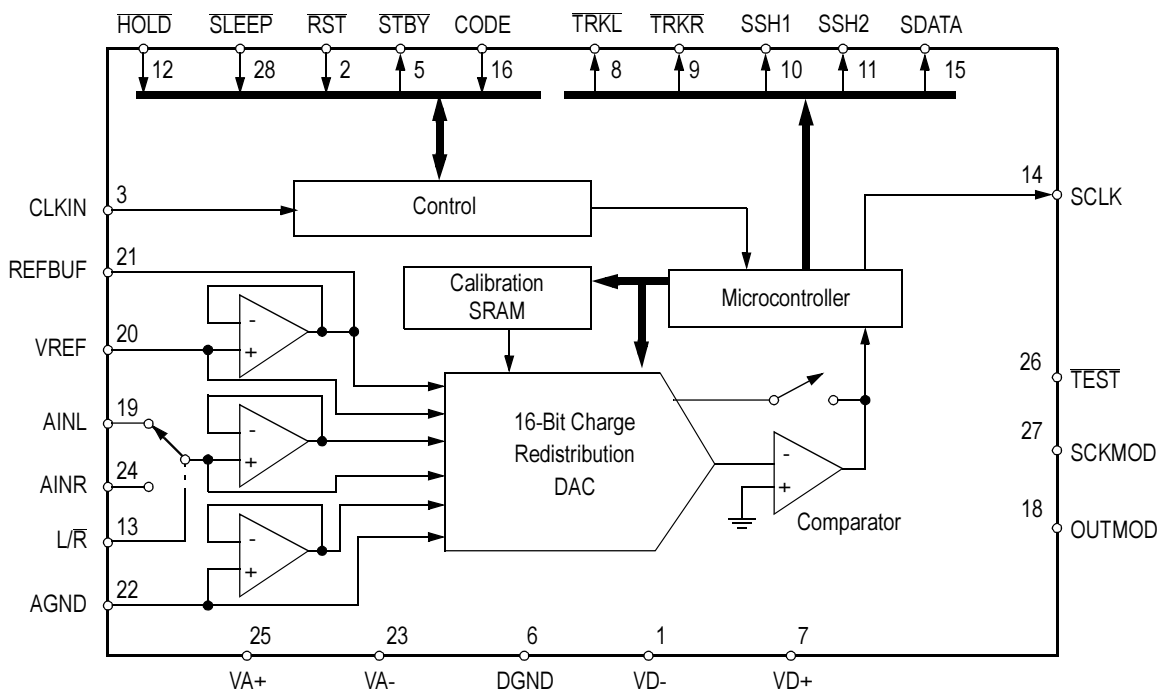 HOLD SLEEP RST STBY CODE TRKL TRKR SSH1 SSH2 SDATA
12 28 2 5 16 8 9 10 11 15
CLKIN 3
Control
14 SCLK
REFBUF 21
Calibration
SRAM
Microcontroller
VREF 20
-
+
26 TEST
AINL 19
-
+
16-Bit Charge
Redistribution
DAC
-
+
Comparator
27 SCKMOD
AINR 24
L/R 13
18 OUTMOD
-
+
AGND 22
25 23 6 1 7
VA+ VA- DGND VD- VD+